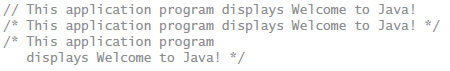 // This application program displays Welcome to Java!
/* This application program displays Welcome to Java! */
/* This application program
   displays Welcome to Java! */